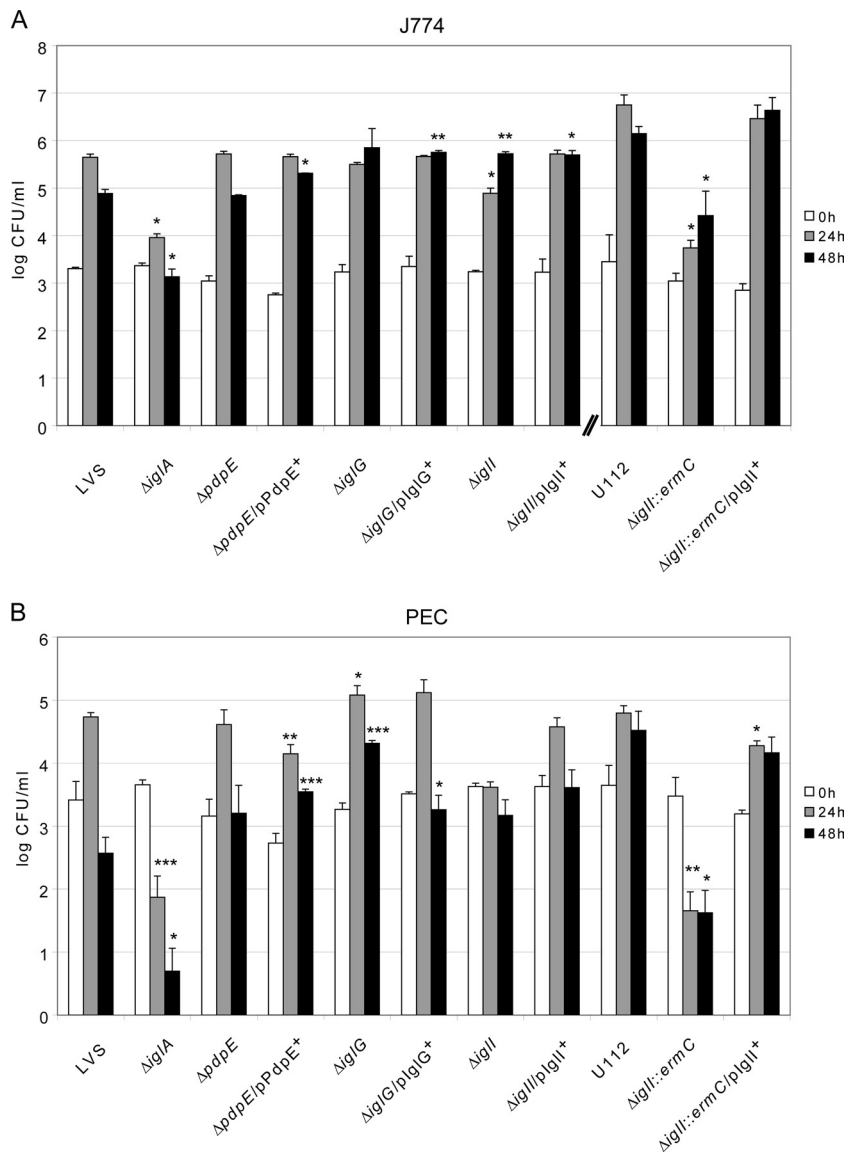 A
J774
8
7
6
5
4
3
2
1
0
log CFU/ml
* * * ** * ** * * *
0h
24h
48h
LVS
ΔiglA
ΔpdpE
ΔpdpE/pPdpE+
ΔiglG
ΔiglG/pIglG+
ΔiglI
ΔiglI/pIglI+
U112
ΔiglI::ermC
ΔiglI::ermC/pIglI+
B
PEC
6
5
4
3
2
1
0
log CFU/ml
*** * ** *** * *** * ** * *
0h
24h
48h
LVS
ΔiglA
ΔpdpE
ΔpdpE/pPdpE+
ΔiglG
ΔiglG/pIglG+
ΔiglI
ΔiglI/pIglI+
U112
ΔiglI::ermC
ΔiglI::ermC/pIglI+